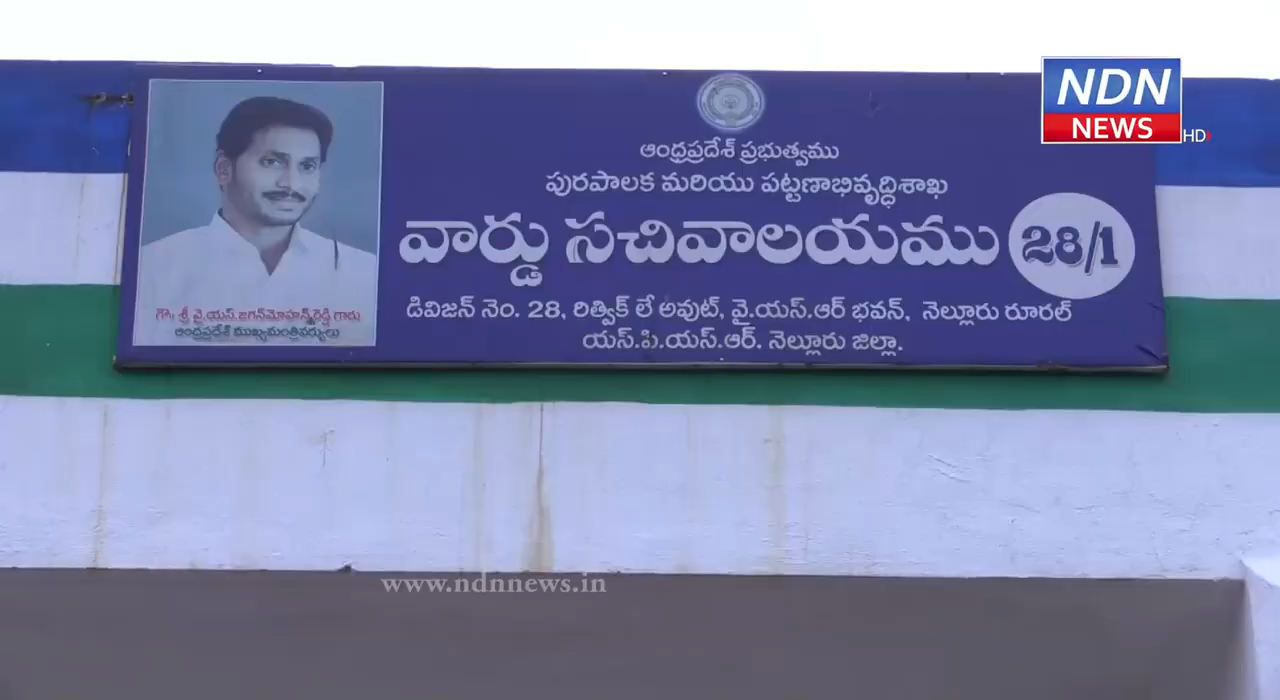 NDN
NEWS
HD
ఆంధ్రప్రదేశ్ ప్రభుత్వము
పురపాలక మరియు పట్టణాభివృద్ధిశాఖ
వార్డు సచివాలయము
28/1
డివిజన్ నెం. 28, రిత్విక్ లే అవుట్, వై.యస్.ఆర్ భవన్, నెల్లూరు రూరల్
యస్.పి.యస్.ఆర్. నెల్లూరు జిల్లా.
గౌ॥ శ్రీ వై.యస్.జగన్‌మోహన్‌రెడ్డి గారు
ఆంధ్రప్రదేశ్ ముఖ్యమంత్రివర్యులు
www.ndnnews.in